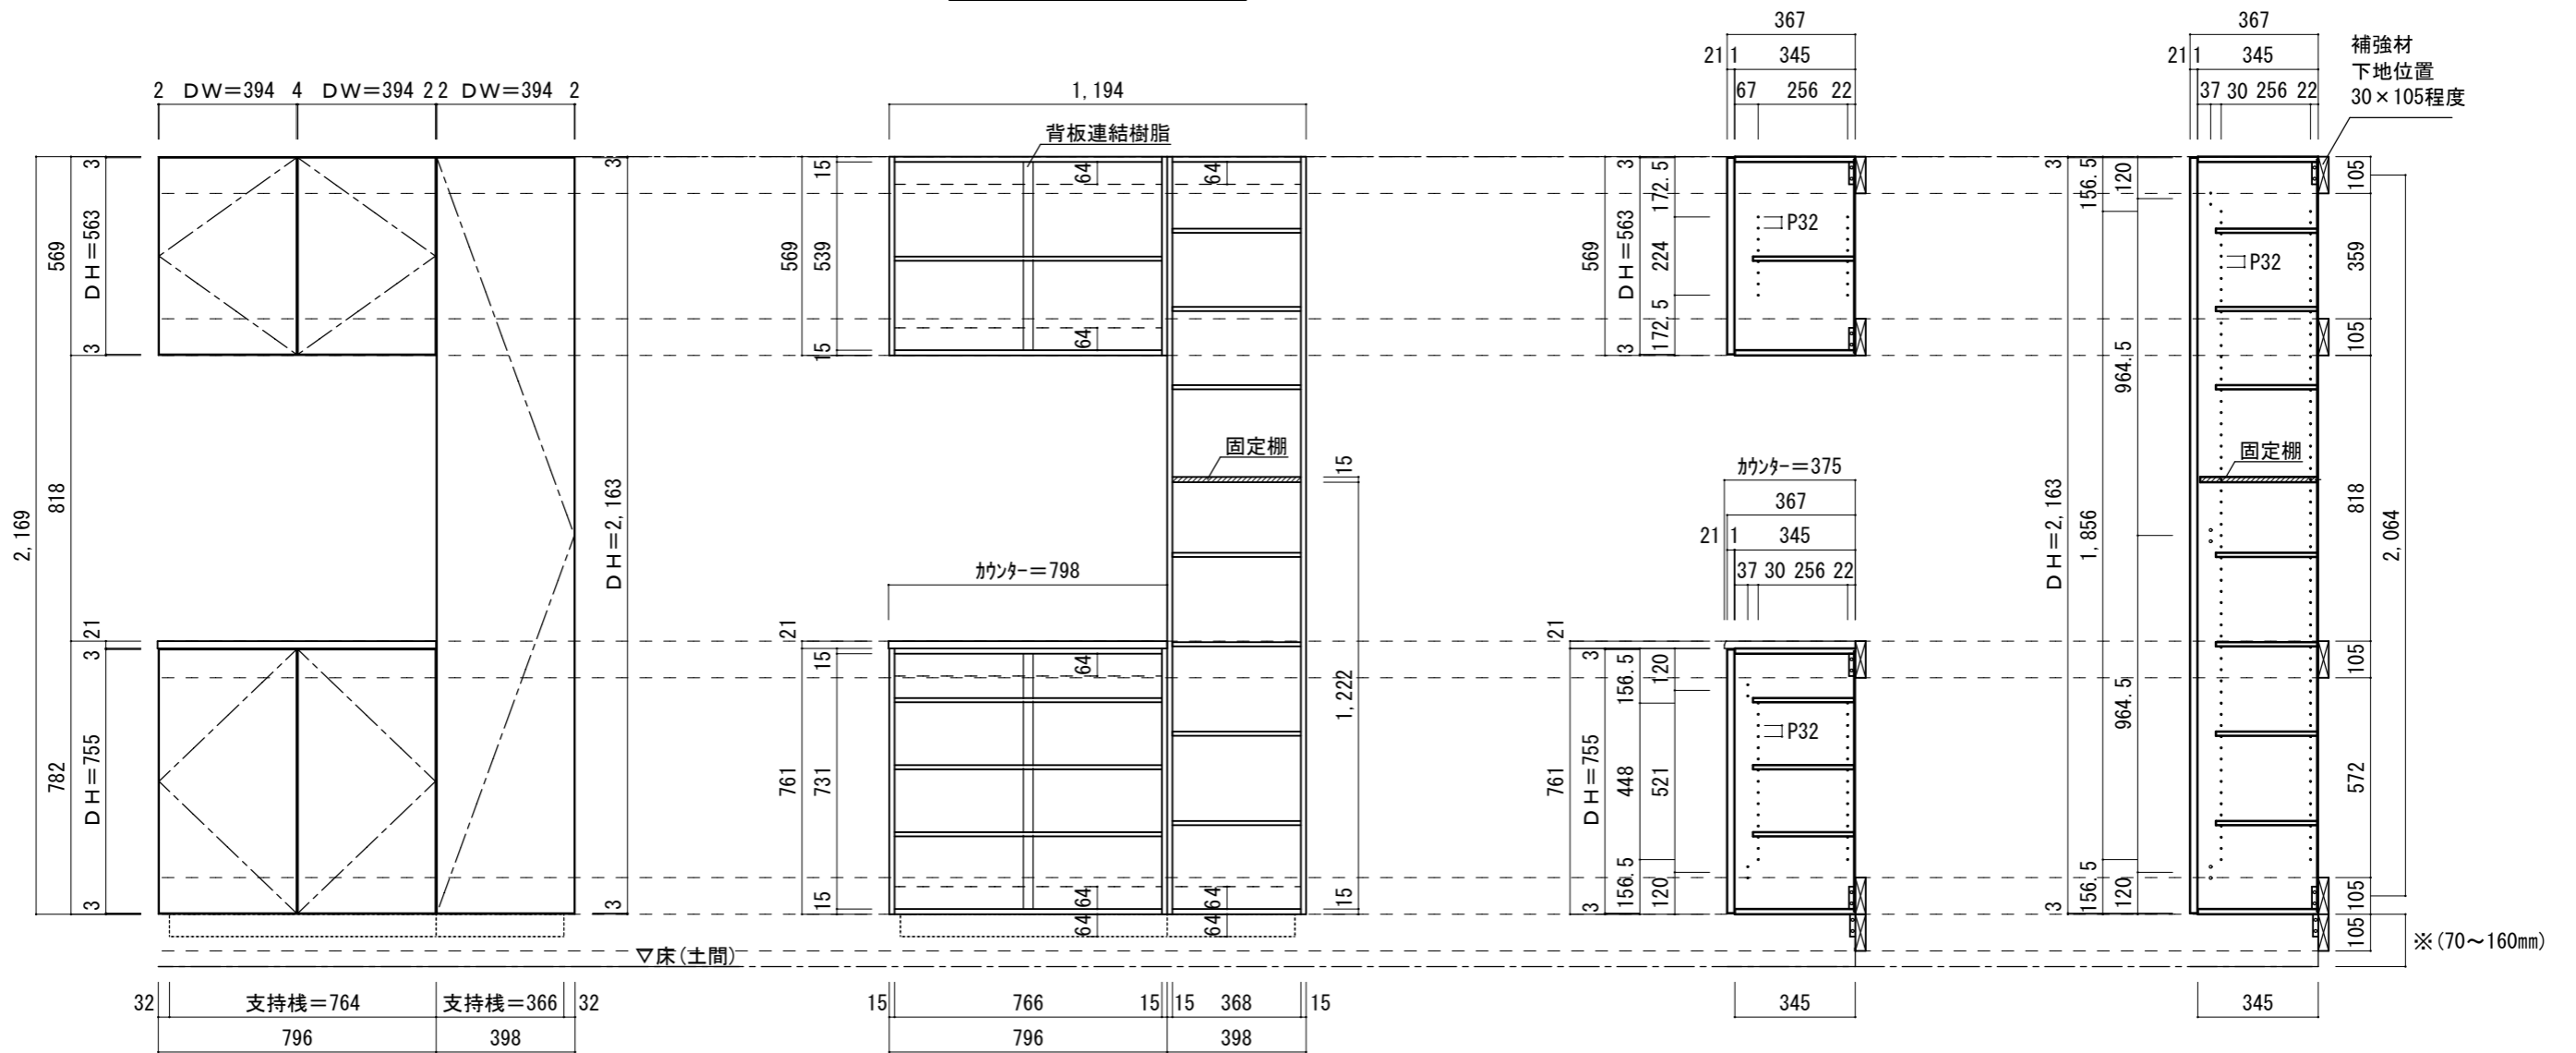 2 DW=394 4 DW=394 2 2 DW=394 2
2,169
569
818
782
3
DH=563
3
21
3
DH=755
3
3
DH=2,163
3
▽床(土間)
32 支持桟=764 支持桟=366 32
796 398
1,194
背板連結樹脂
569
15
539
15
64
64
64
固定棚
15
1,222
15
カウンター=798
21
761
15
731
15
64
64
64
64
64
15 766 15 15 368 15
796 398
367
21 1 345
67 256 22
569
3
DH=563
3
172.5
224
172.5
P32
カウンター=375
367
21 1 345
37 30 256 22
21
761
3
DH=755
3
156.5
448
156.5
120
521
120
P32
345
367
21 1 345
37 30 256 22
補強材
下地位置
30×105程度
3
DH=2,163
3
156.5
1,856
156.5
120
964.5
964.5
120
P32
固定棚
105
359
105
818
105
572
105
105
2,064
※(70～160㎜)
345